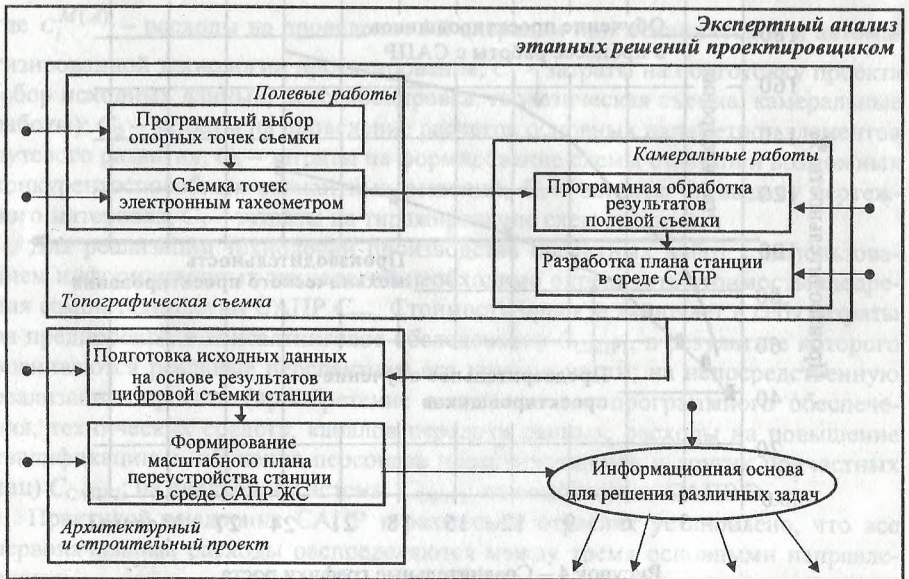 Экспертный анализ
этапных решений проектировщиком
Полевые работы
Программный выбор
опорных точек съемки
Съемка точек
электронным тахеометром
Камеральные работы
Программная обработка
результатов
полевой съемки
Разработка плана станции
в среде САПР
Топографическая съемка
Подготовка исходных данных
на основе результатов
цифровой съемки станции
Формирование
масштабного плана
переустройства станции
в среде САПР ЖС
Архитектурный
и строительный проект
Информационная основа
для решения различных задач